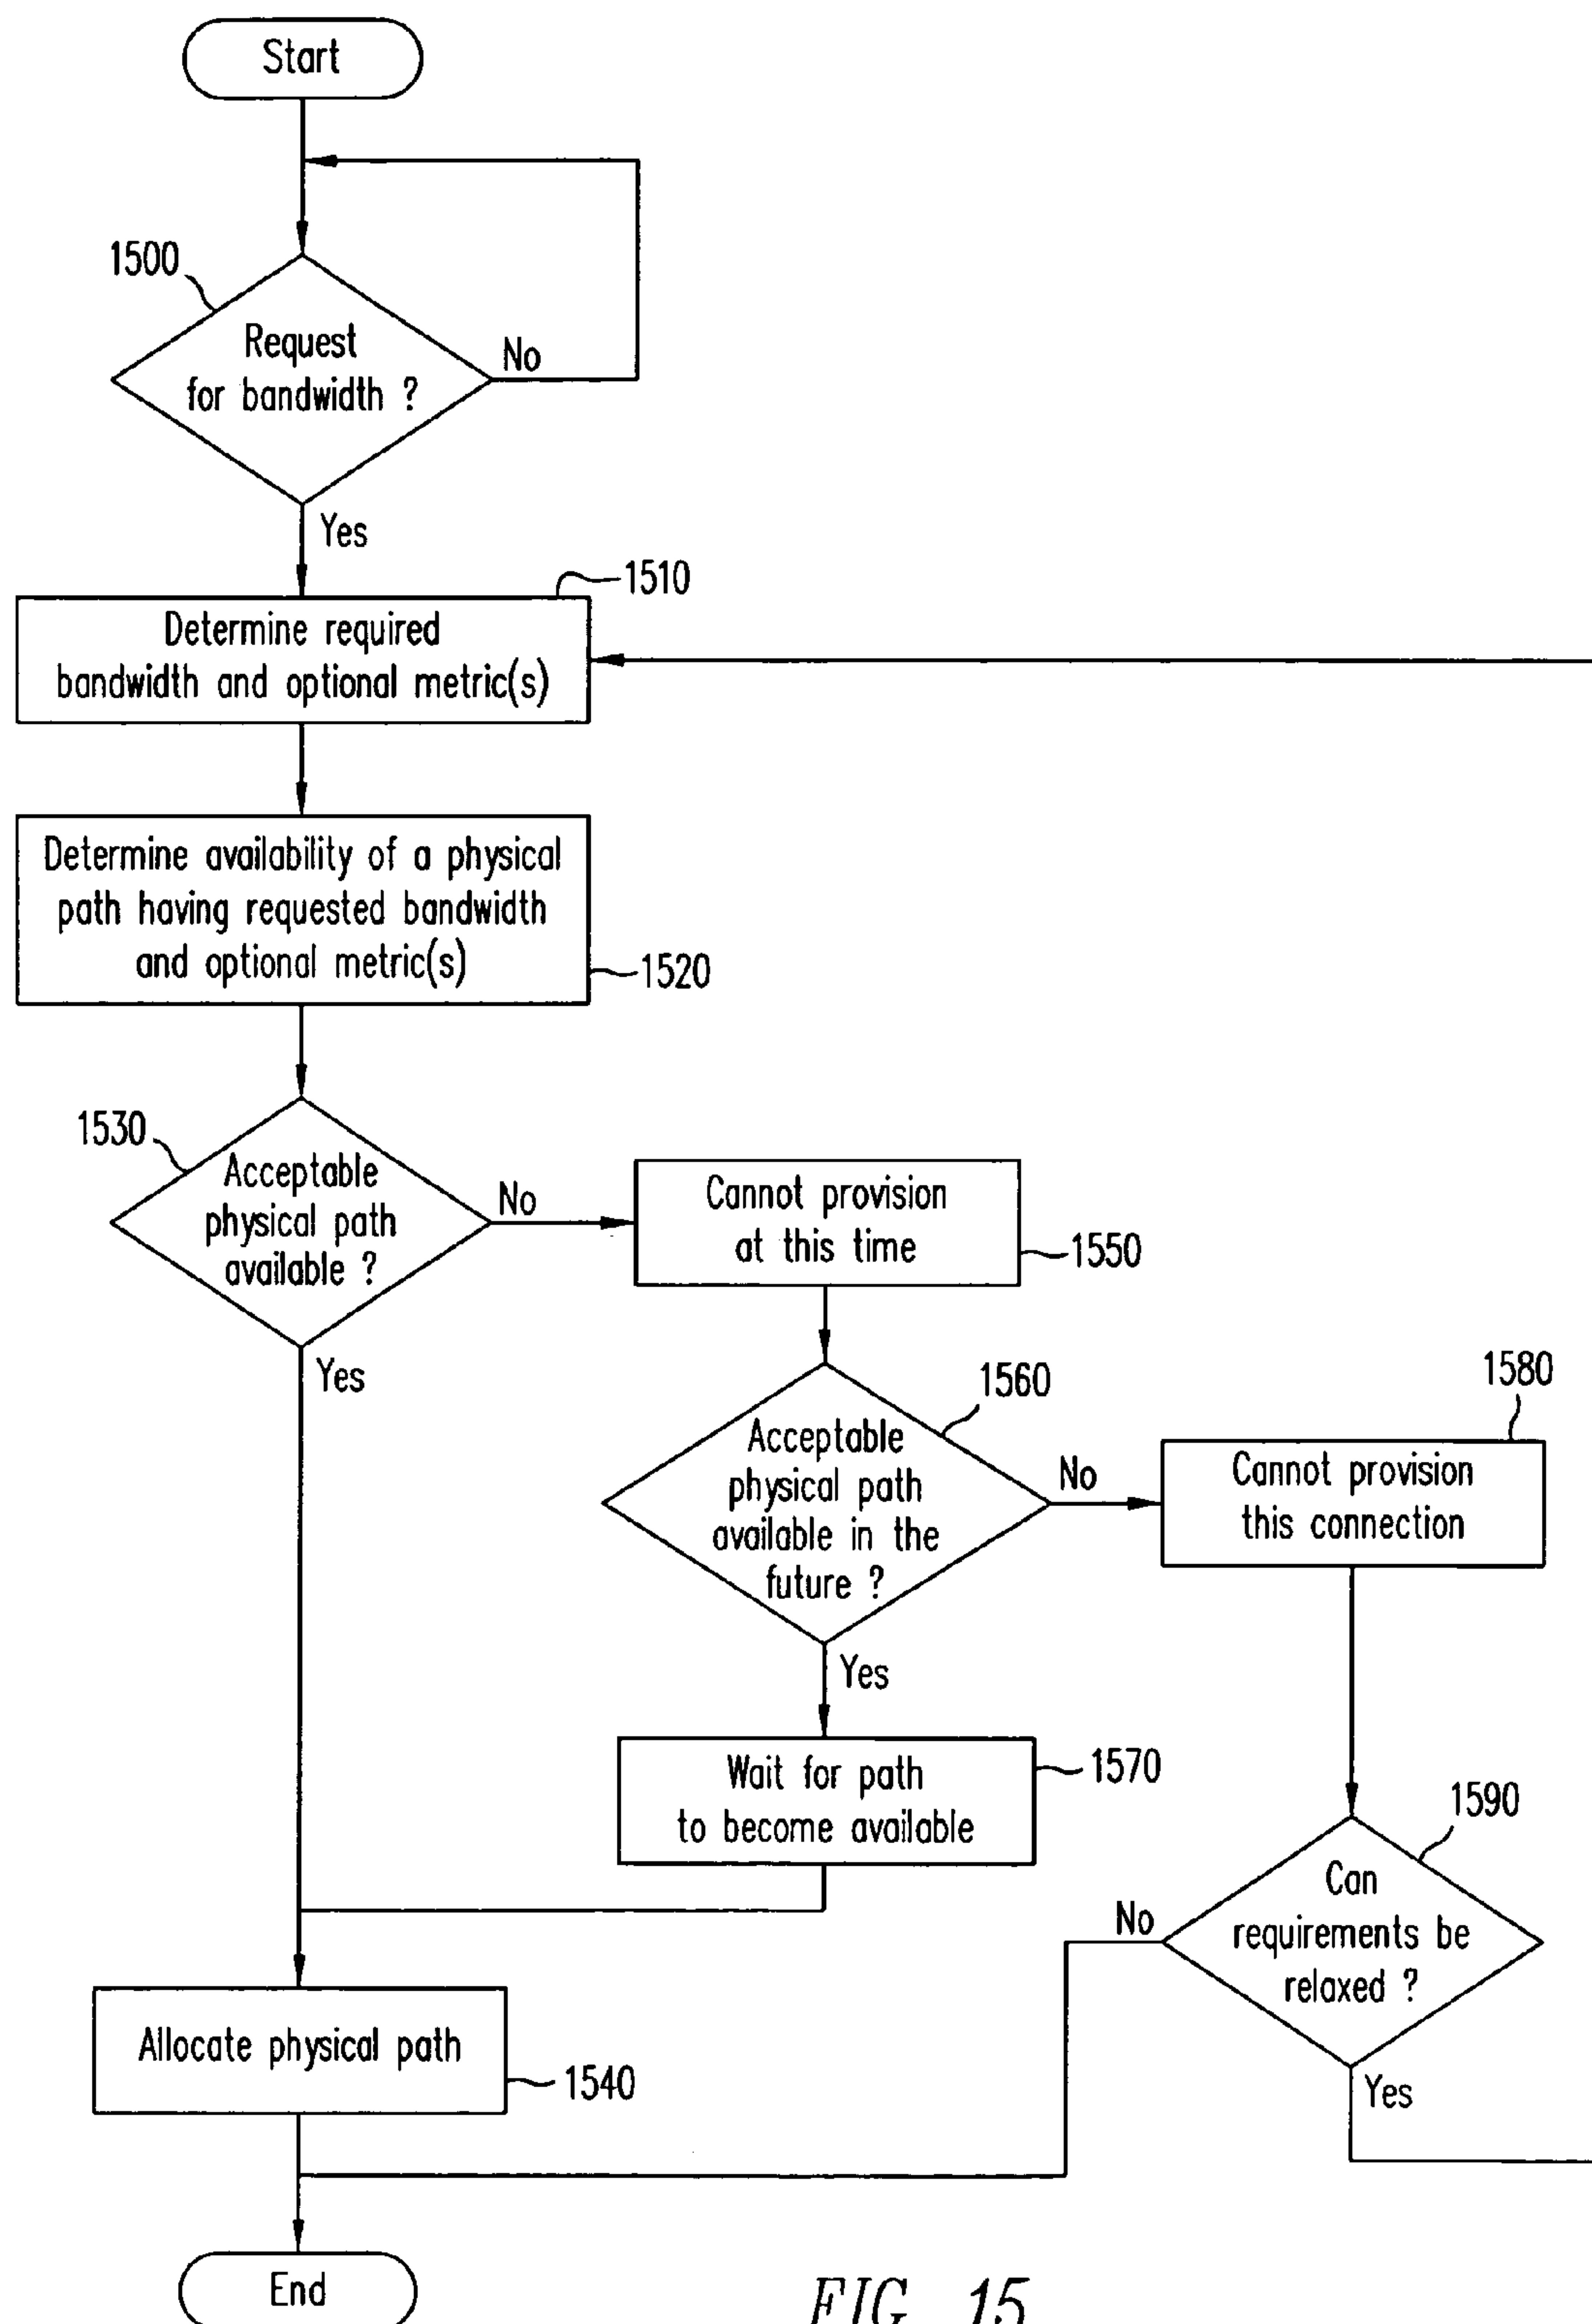 Start
1500
Request
for bandwidth ?
No
Yes
1510
Determine required
bandwidth and optional metric(s)
Determine availability of a physical
path having requested bandwidth
and optional metric(s)
1520
1530
Acceptable
physical path
available ?
No
Yes
Cannot provision
at this time
1550
1560
Acceptable
physical path
available in the
future ?
No
Yes
1580
Cannot provision
this connection
Wait for path
to become available
1570
1590
Can
requirements be
relaxed ?
No
Yes
Allocate physical path
1540
End
FIG. 15